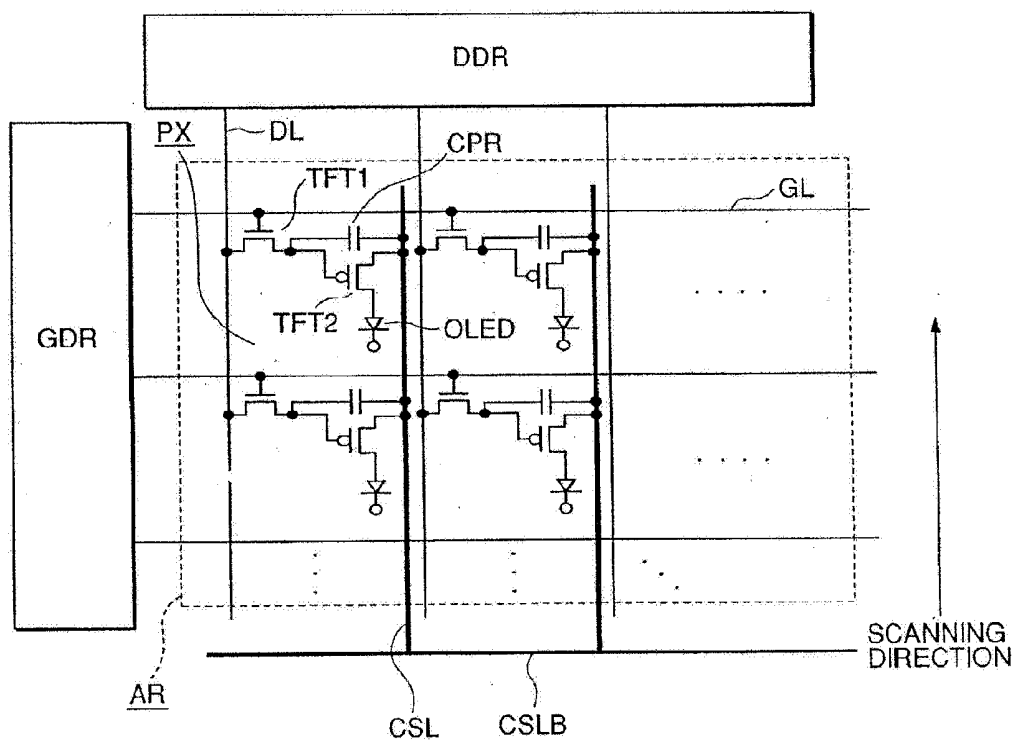 DDR
PX
DL
CPR
TFT1
GL
GDR
TFT2
OLED
SCANNING
DIRECTION
AR
CSL
CSLB